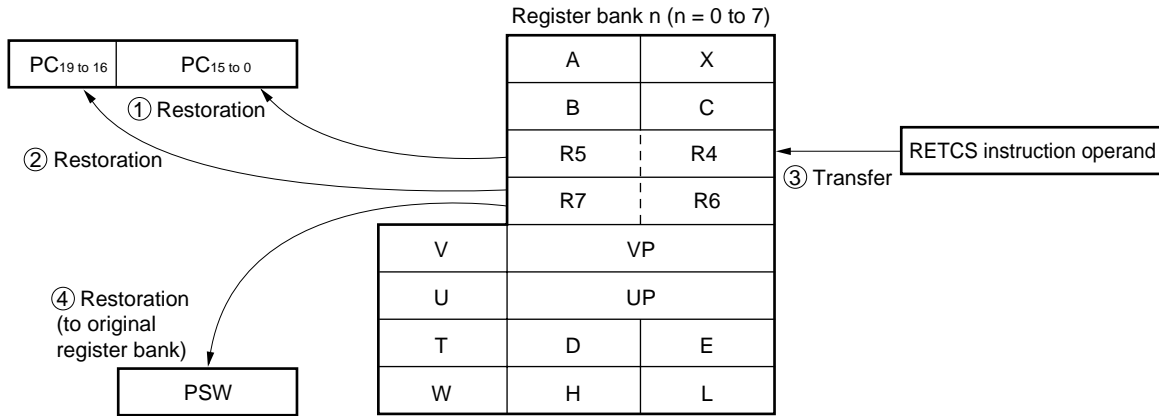 Register bank n (n = 0 to 7)
PC19 to 16 PC15 to 0
A X
① Restoration
B C
② Restoration
R5 R4
RETCS instruction operand
③ Transfer
R7 R6
V VP
④ Restoration
(to original
register bank)
U UP
T D E
PSW
W H L